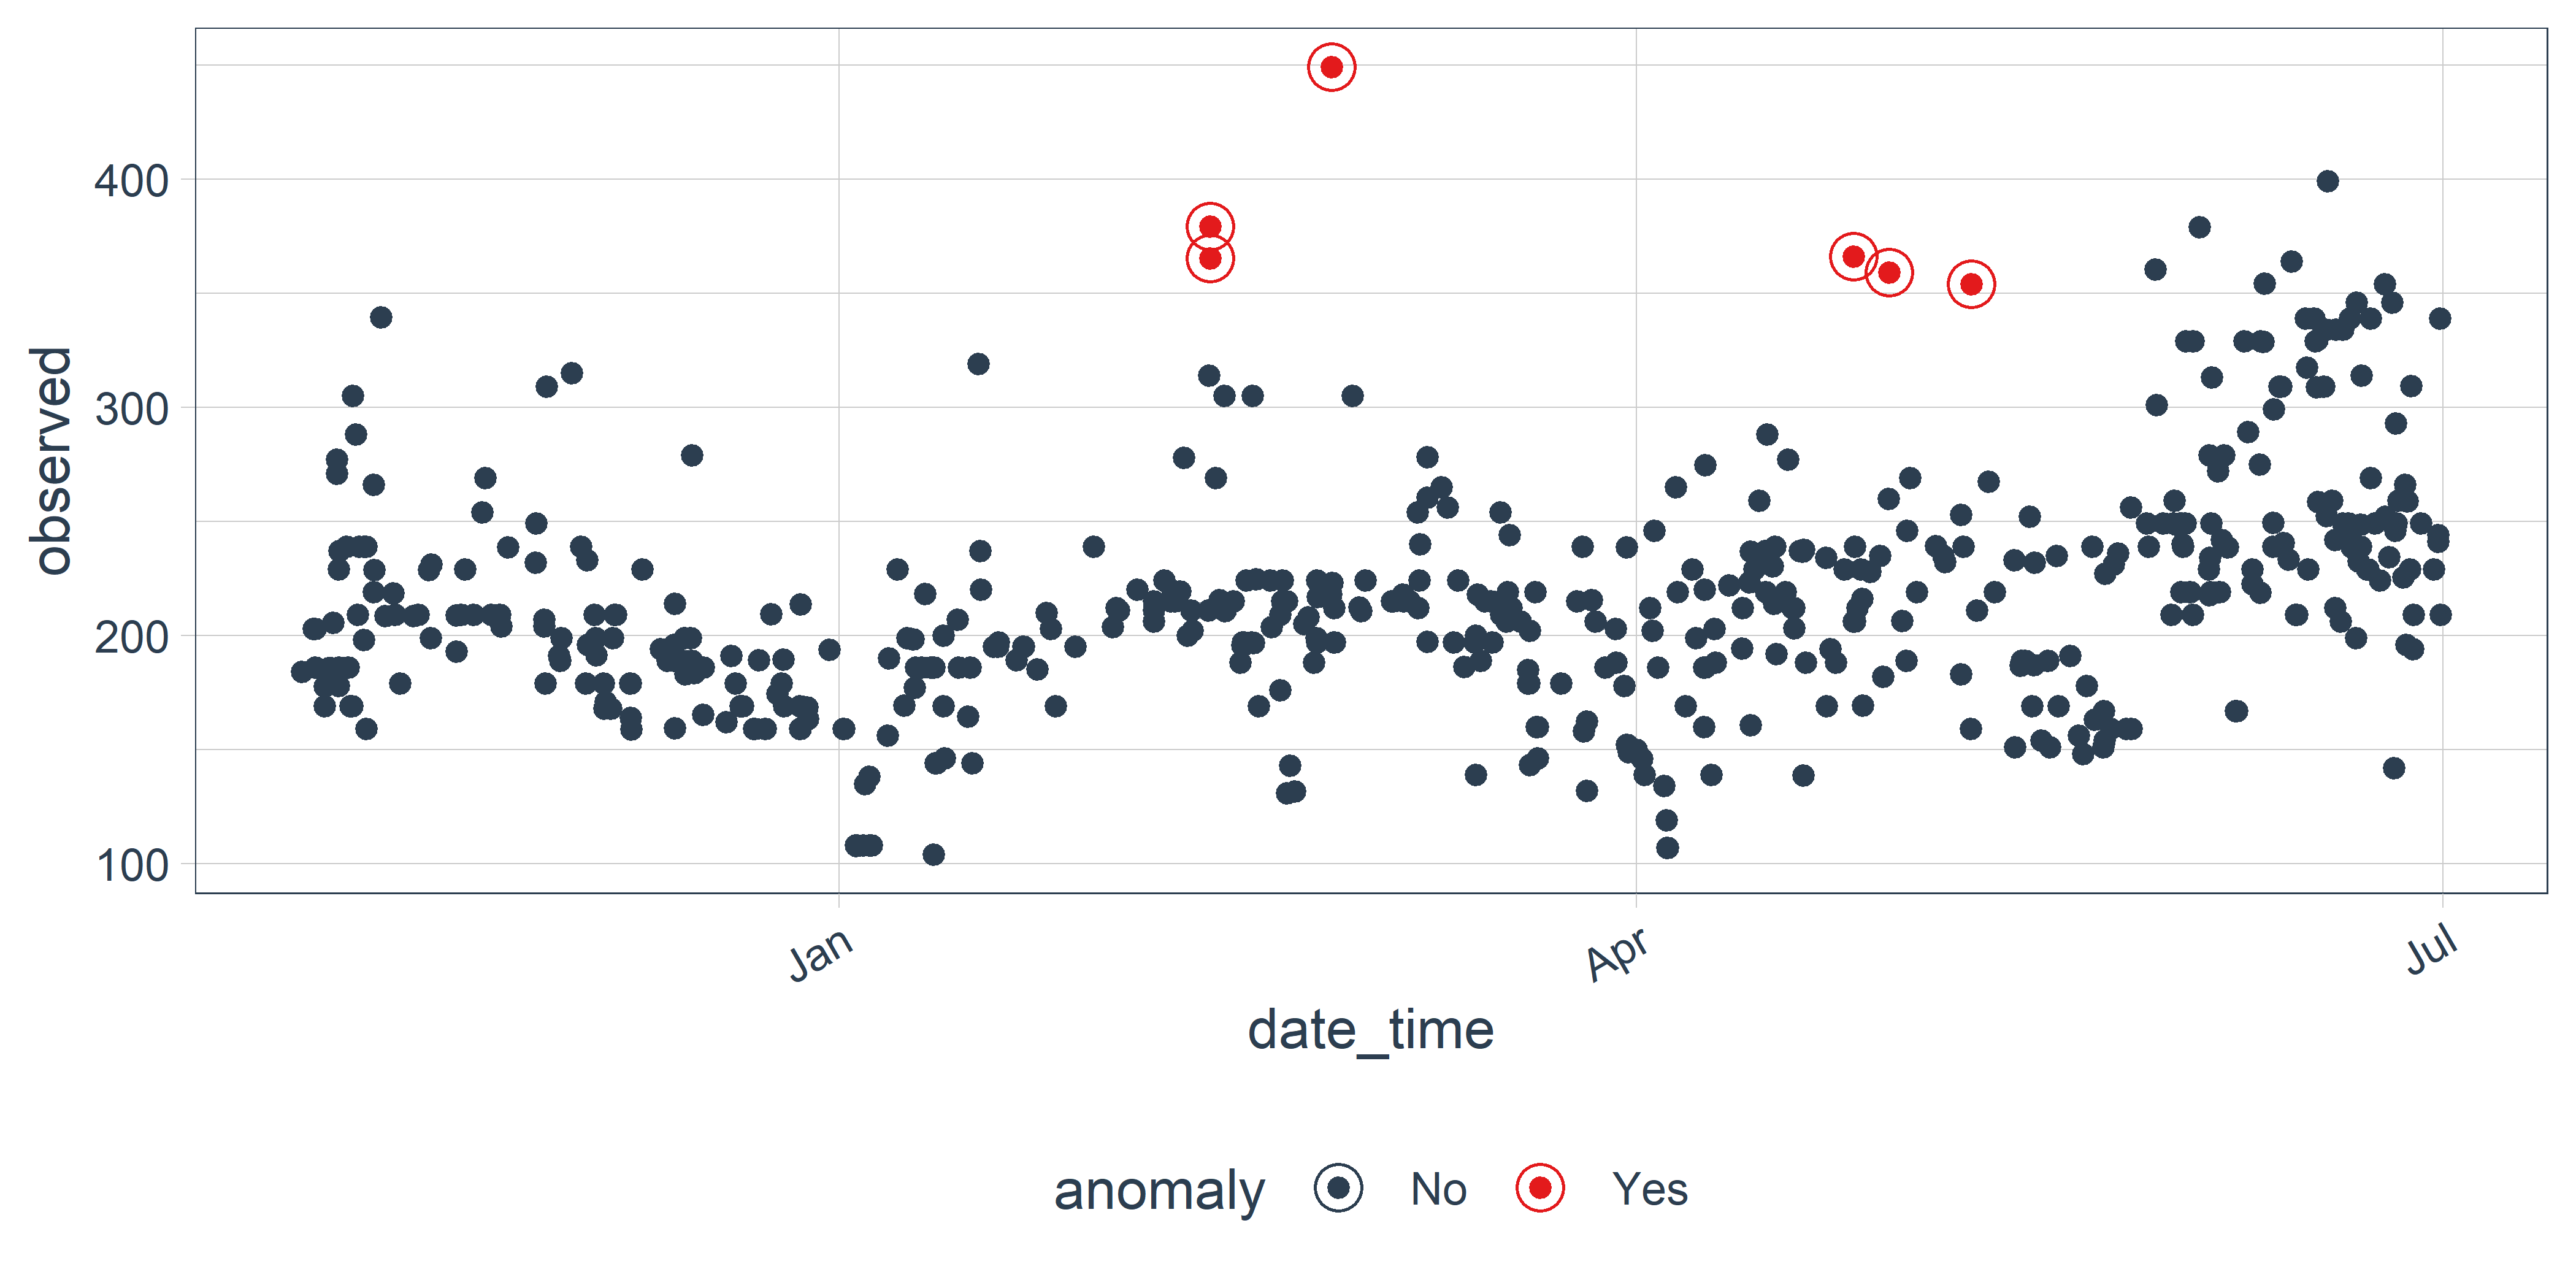 observed
400
300
200
100
Jan
Apr
Jul
date_time
anomaly No Yes